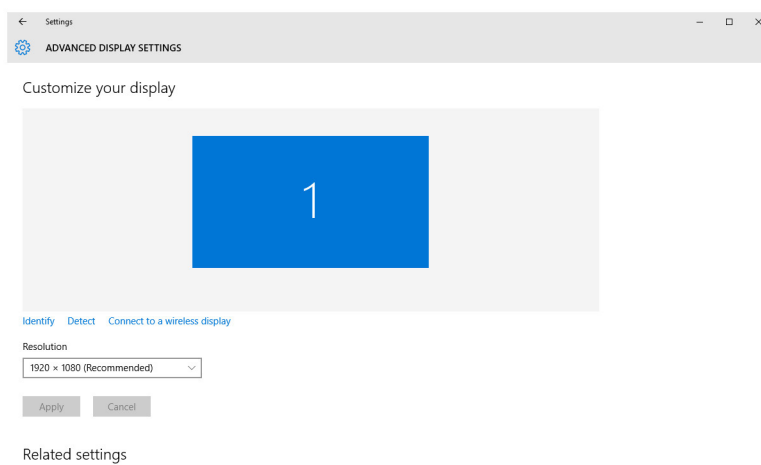 Settings
ADVANCED DISPLAY SETTINGS
Customize your display
1
Identify Detect Connect to a wireless display
Resolution
1920 × 1080 (Recommended)
Apply Cancel
Related settings